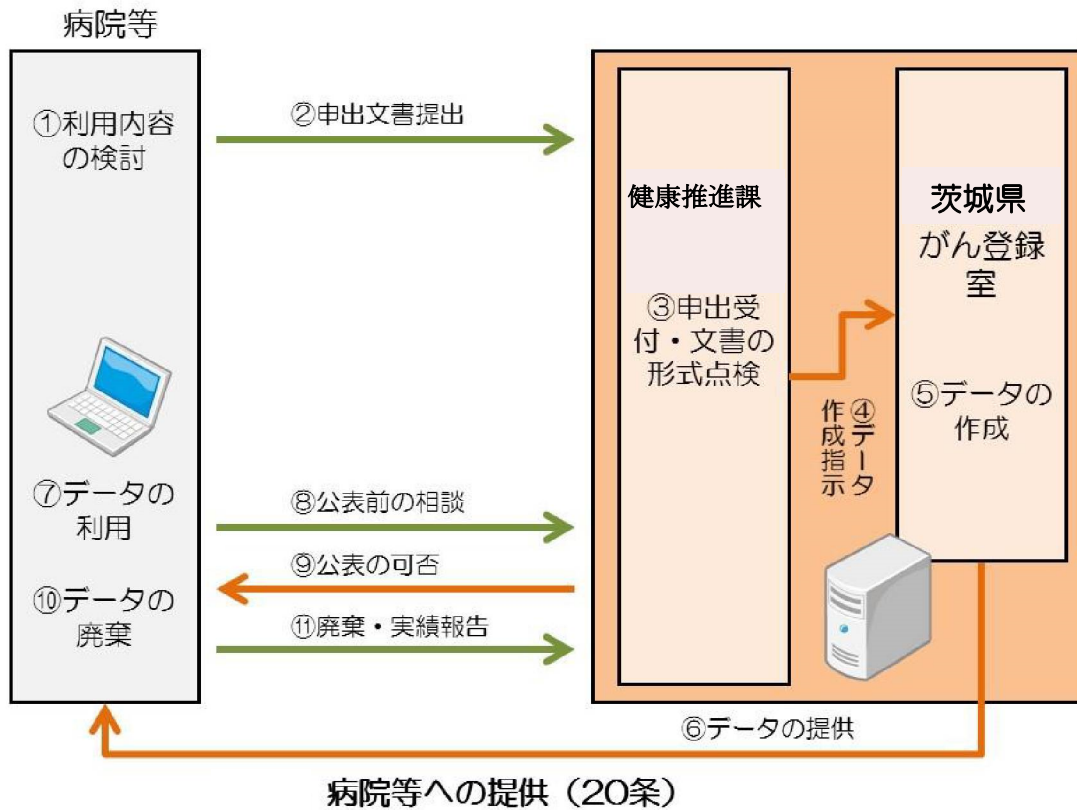 病院等
①利用内容
の検討
②申出文書提出
健康推進課
③申出受
付・文書の
形式点検
④データ
作成指示
茨城県
がん登録
室
⑤データの
作成
⑥データの提供
⑦データの
利用
⑧公表前の相談
⑨公表の可否
⑩データの
廃棄
⑪廃棄・実績報告
病院等への提供（20条）